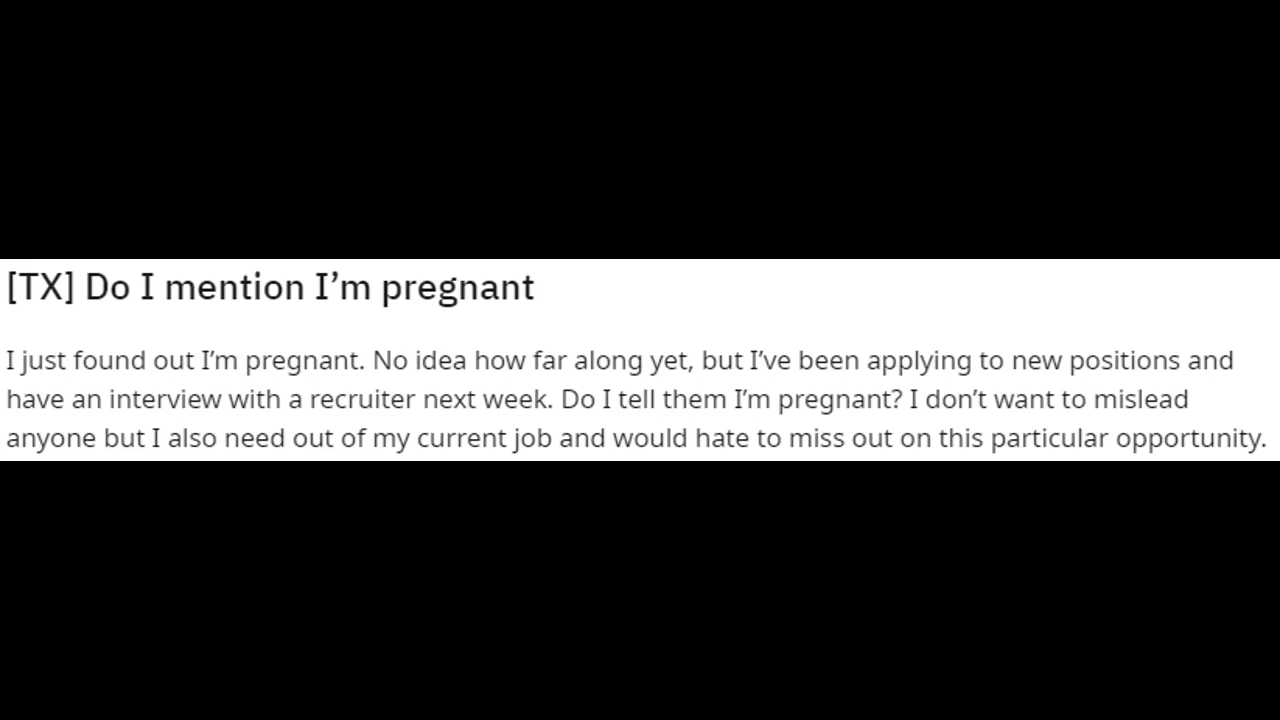 [TX] Do I mention I’m pregnant
I just found out I’m pregnant. No idea how far along yet, but I’ve been applying to new positions and
have an interview with a recruiter next week. Do I tell them I’m pregnant? I don’t want to mislead
anyone but I also need out of my current job and would hate to miss out on this particular opportunity.